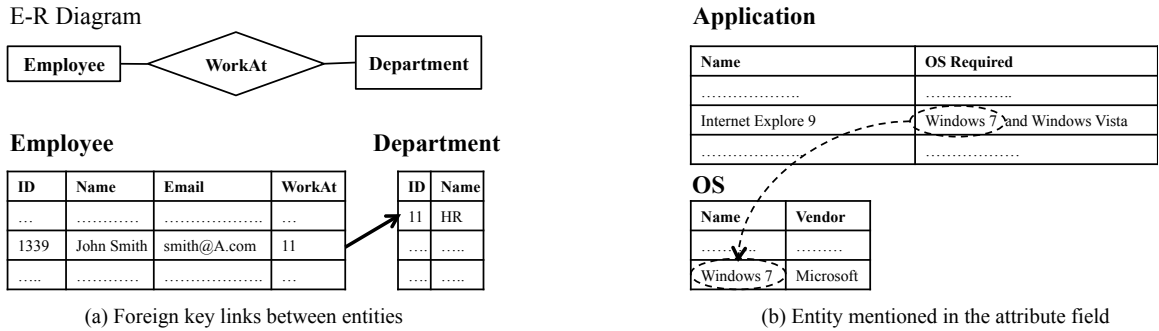 E-R Diagram
Employee WorkAt Department
Employee
ID Name Email WorkAt
… ………… ………………. …
1339 John Smith smith@A.com 11
….. ………… ………………. …
Department
ID Name
11 HR
…. …..
…. …..
(a) Foreign key links between entities
Application
Name OS Required
………………. ……………..
Internet Explore 9 Windows 7 and Windows Vista
………………. ………………
OS
Name Vendor
……….. ………
Windows 7 Microsoft
(b) Entity mentioned in the attribute field